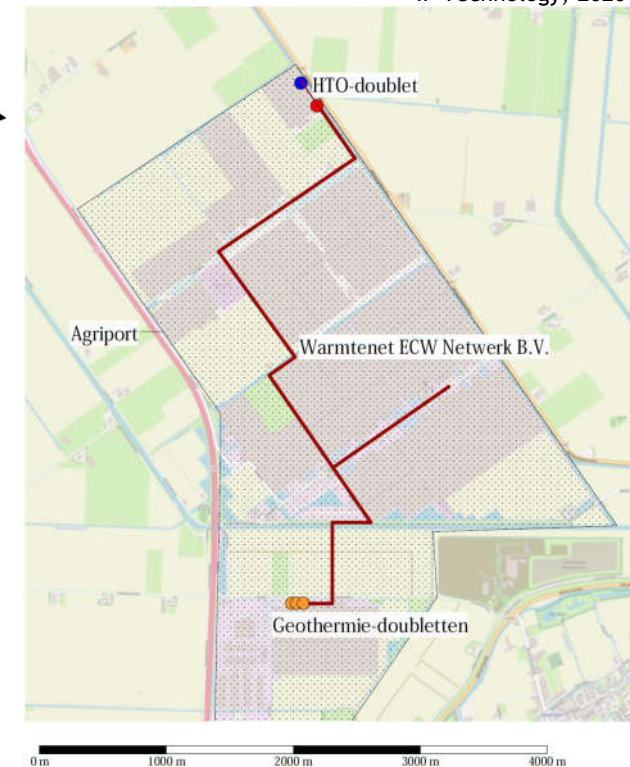 HTO-doublet
Agriport
Warmtenet ECW Netwerk B.V.
Geothermie-doubletten
0 m 1000 m 2000 m 3000 m 4000 m